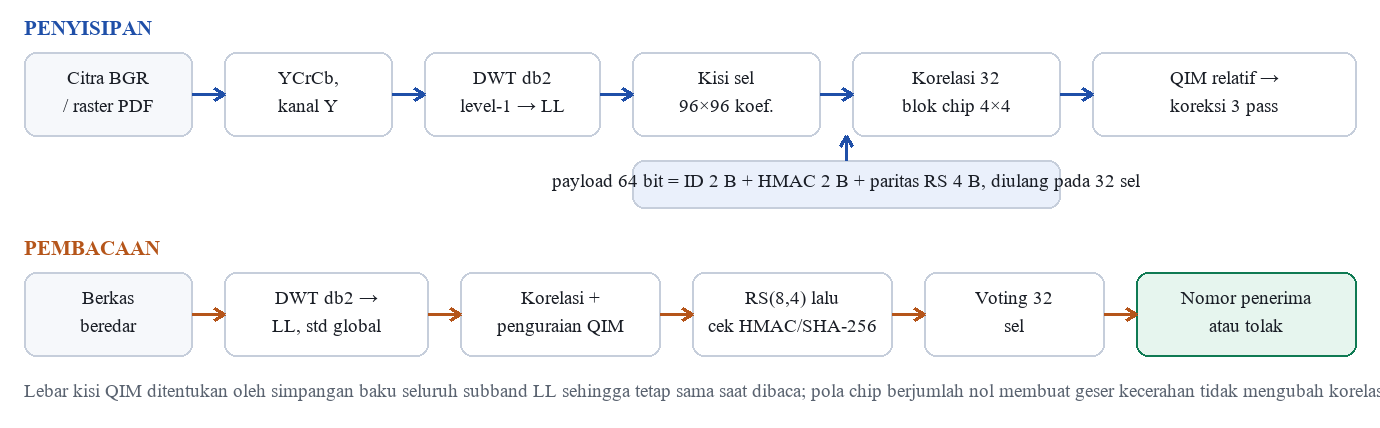 PENYISIPAN
Citra BGR
/ raster PDF
YCrCb,
kanal Y
DWT db2
level-1 → LL
Kisi sel
96×96 koef.
Korelasi 32
blok chip 4×4
QIM relatif →
koreksi 3 pass
payload 64 bit = ID 2 B + HMAC 2 B + paritas RS 4 B, diulang pada 32 sel
PEMBACAAN
Berkas
beredar
DWT db2 →
LL, std global
Korelasi +
penguraian QIM
RS(8,4) lalu
cek HMAC/SHA-256
Voting 32
sel
Nomor penerima
atau tolak
Lebar kisi QIM ditentukan oleh simpangan baku seluruh subband LL sehingga tetap sama saat dibaca; pola chip berjumlah nol membuat geser kecerahan tidak mengubah korelas